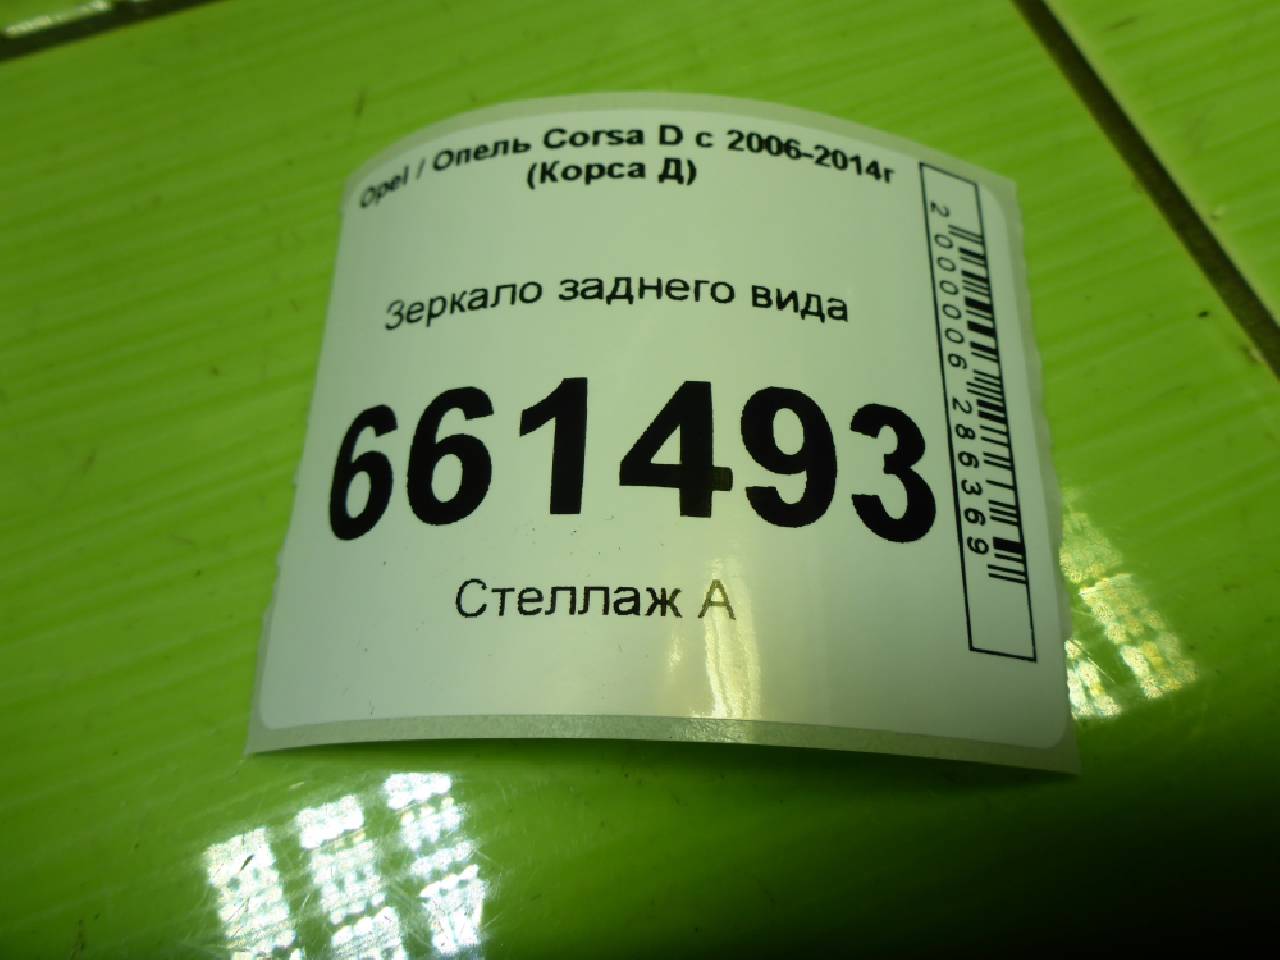 Opel / Опель Corsa D с 2006-2014г
(Корса Д)
Зеркало заднего вида
661493
Стеллаж А
2000006286369